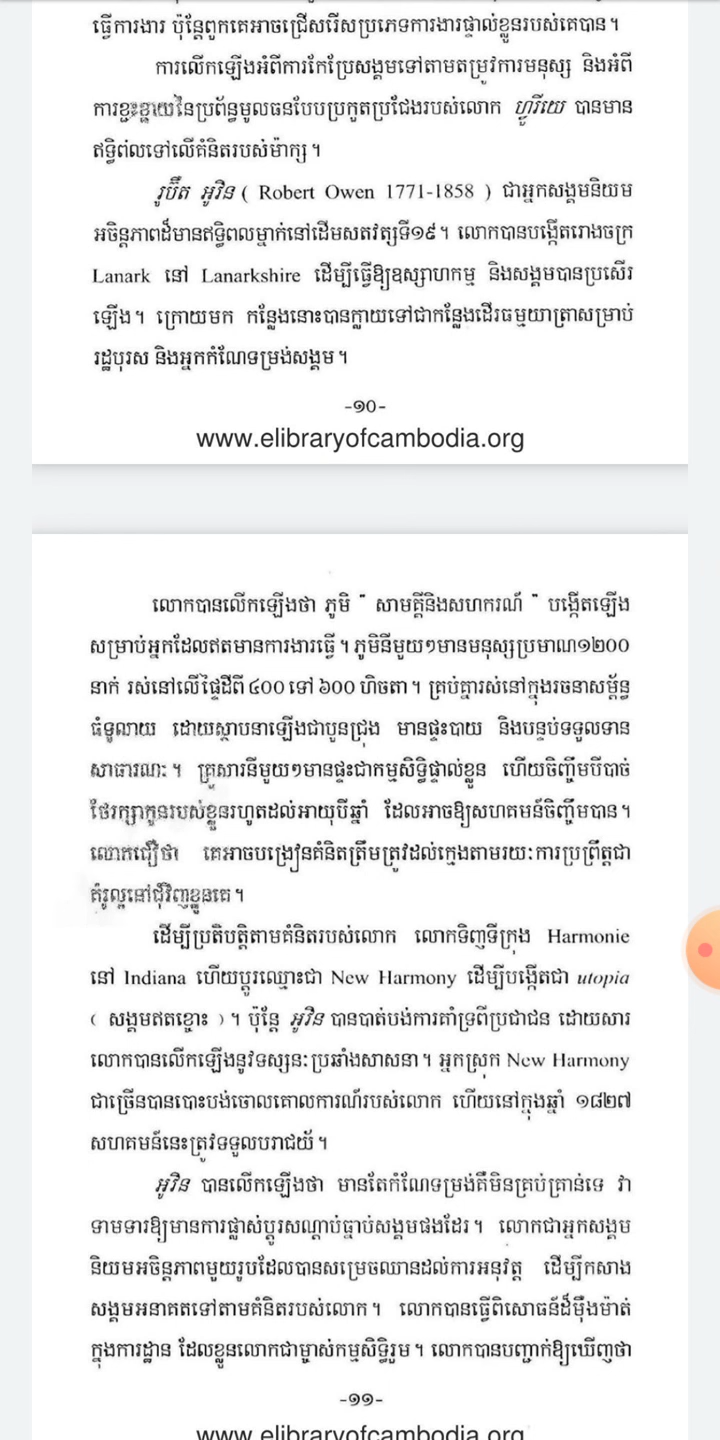 ធ្វើការងារ ប៉ុន្តែពួកគេអាចជ្រើសរើសប្រភេទការងារផ្ទាល់ខ្លួនរបស់គេបាន។
ការលើកឡើងអំពីការកែប្រែសង្គមទៅតាមតម្រូវការមនុស្ស និងអំពី
ការខ្ជះខ្ជាយនៃប្រព័ន្ធមូលធនបែបប្រកួតប្រជែងរបស់លោក ហ្វូរីយេ បានមាន
ឥទ្ធិពលទៅលើគំនិតរបស់ម៉ាក្ស។
រូប៊ឺត អូវិន ( Robert Owen 1771-1858 ) ជាអ្នកសង្គមនិយម
អចិន្តភាពដ៏មានឥទ្ធិពលម្នាក់នៅដើមសតវត្សទី១៩។ លោកបានបង្កើតរោងចក្រ
Lanark នៅ Lanarkshire ដើម្បីធ្វើឱ្យឧស្សាហកម្ម និងសង្គមបានប្រសើរ
ឡើង។ ក្រោយមក កន្លែងនោះបានក្លាយទៅជាកន្លែងដើរធម្មយាត្រាសម្រាប់
រដ្ឋបុរស និងអ្នកកំណែទម្រង់សង្គម។
-១០-
www.elibraryofcambodia.org
លោកបានលើកឡើងថា ភូមិ " សាមគ្គីនិងសហករណ៍ " បង្កើតឡើង
សម្រាប់អ្នកដែលឥតមានការងារធ្វើ។ ភូមិនីមួយៗមានមនុស្សប្រមាណ១២០០
នាក់ រស់នៅលើផ្ទៃដីពី ៤០០ ទៅ ៦០០ ហិចតា។ គ្រប់គ្នារស់នៅក្នុងរចនាសម្ព័ន្ធ
ធំទូលាយ ដោយស្ថាបនាឡើងជាបួនជ្រុង មានផ្ទះបាយ និងបន្ទប់ទទួលទាន
សាធារណៈ។ គ្រួសារនីមួយៗមានផ្ទះជាកម្មសិទ្ធិផ្ទាល់ខ្លួន ហើយចិញ្ចឹមបីបាច់
ថែរក្សាកូនរបស់ខ្លួនរហូតដល់អាយុបីឆ្នាំ ដែលអាចឱ្យសហគមន៍ចិញ្ចឹមបាន។
លោកជឿថា គេអាចបង្រៀនគំនិតត្រឹមត្រូវដល់ក្មេងតាមរយៈការប្រព្រឹត្តជា
គំរូល្អនៅជុំវិញខ្លួនគេ។
ដើម្បីប្រតិបត្តិតាមគំនិតរបស់លោក លោកទិញទីក្រុង Harmonie
នៅ Indiana ហើយប្តូរឈ្មោះជា New Harmony ដើម្បីបង្កើតជា utopia
( សង្គមឥតខ្ចោះ )។ ប៉ុន្តែ អូវិន បានបាត់បង់ការគាំទ្រពីប្រជាជន ដោយសារ
លោកបានលើកឡើងនូវទស្សនៈប្រឆាំងសាសនា។ អ្នកស្រុក New Harmony
ជាច្រើនបានបោះបង់ចោលគោលការណ៍របស់លោក ហើយនៅក្នុងឆ្នាំ ១៨២៧
សហគមន៍នេះត្រូវទទួលបរាជយ័។
អូវិន បានលើកឡើងថា មានតែកំណែទម្រង់គឺមិនគ្រប់គ្រាន់ទេ វា
ទាមទារឱ្យមានការផ្លាស់ប្តូរសណ្តាប់ធ្នាប់សង្គមផងដែរ។ លោកជាអ្នកសង្គម
និយមអចិន្តភាពមួយរូបដែលបានសម្រេចឈានដល់ការអនុវត្ត ដើម្បីកសាង
សង្គមអនាគតទៅតាមគំនិតរបស់លោក។ លោកបានធ្វើពិសោធន៍ដ៏ម៉ឺងម៉ាត់
ក្នុងការដ្ឋាន ដែលខ្លួនលោកជាម្ចាស់កម្មសិទ្ធិរួម។ លោកបានបញ្ជាក់ឱ្យឃើញថា
-១១-
www.elibraryofcambodia.org